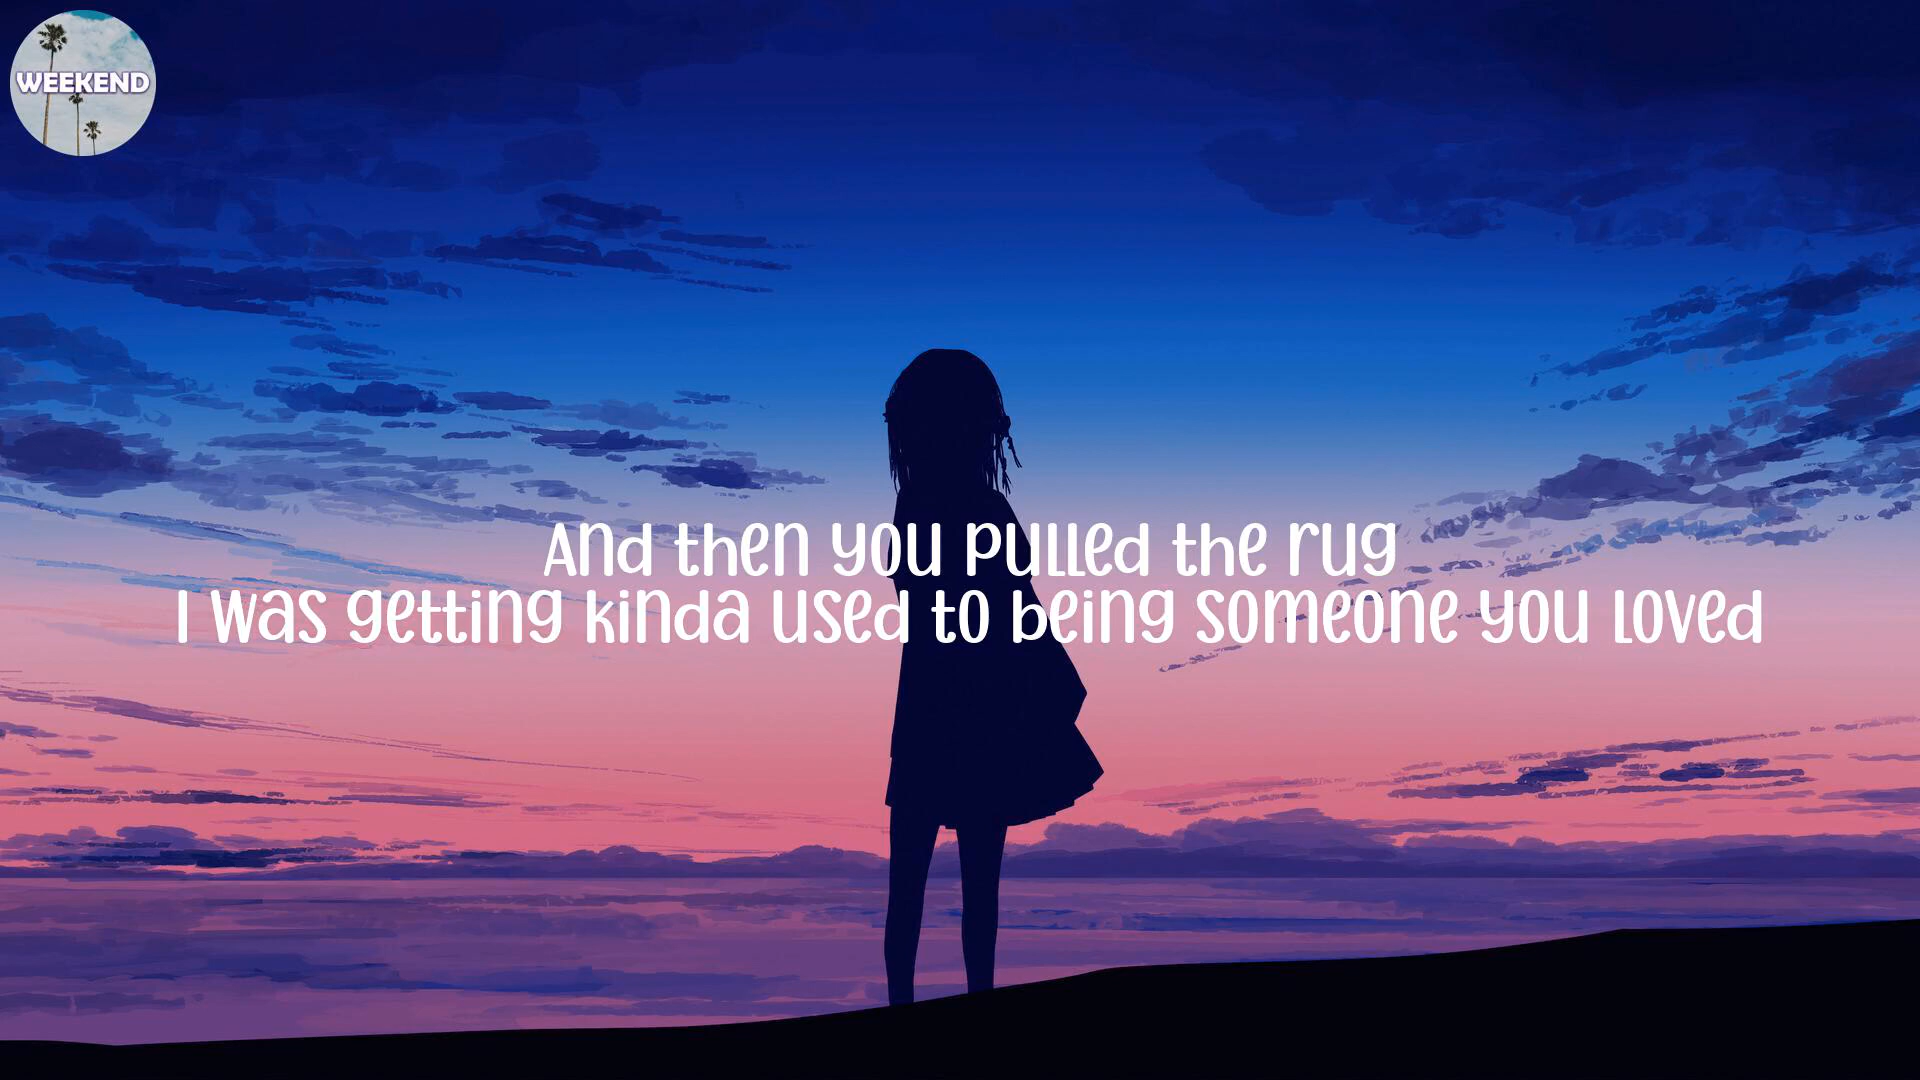 WEEKEND
And then you pulled the rug
I was getting kinda used to being someone you loved